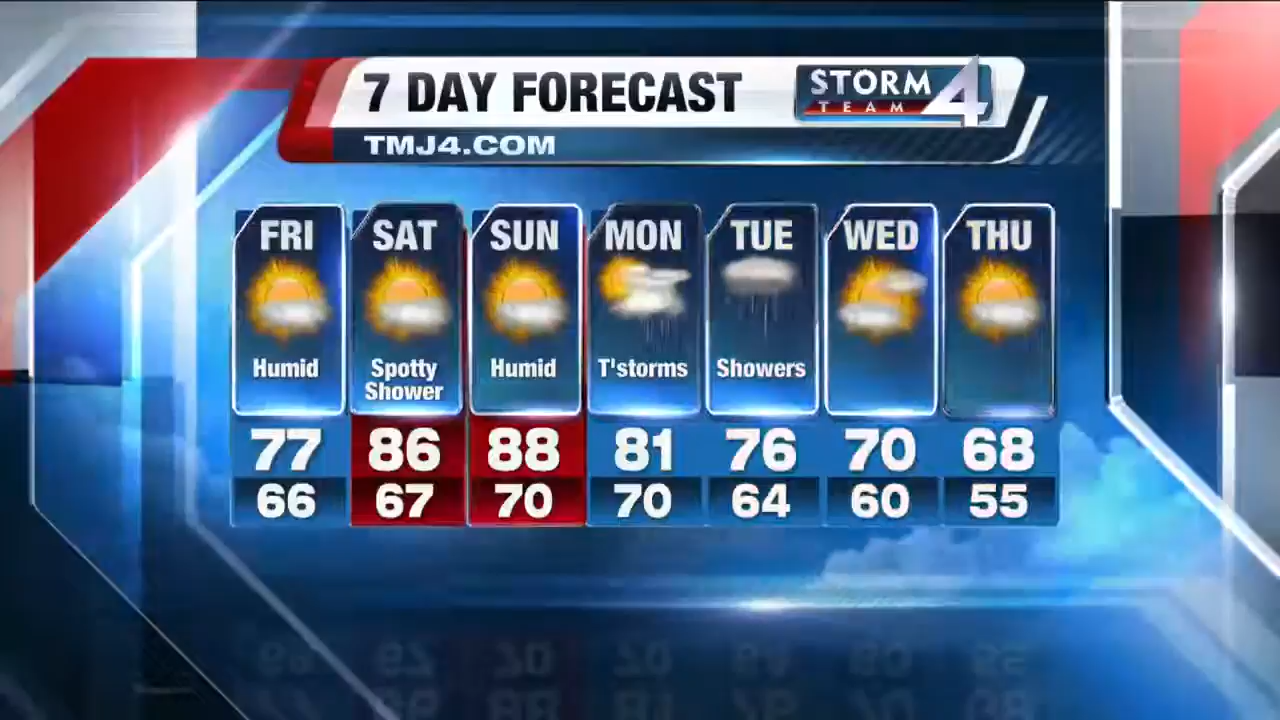 7 DAY FORECAST
STORM
TEAM 4
TMJ4.COM
FRI SAT SUN MON TUE WED THU
Humid Spotty Shower Humid T'storms Showers
77 86 88 81 76 70 68
66 67 70 70 64 60 55